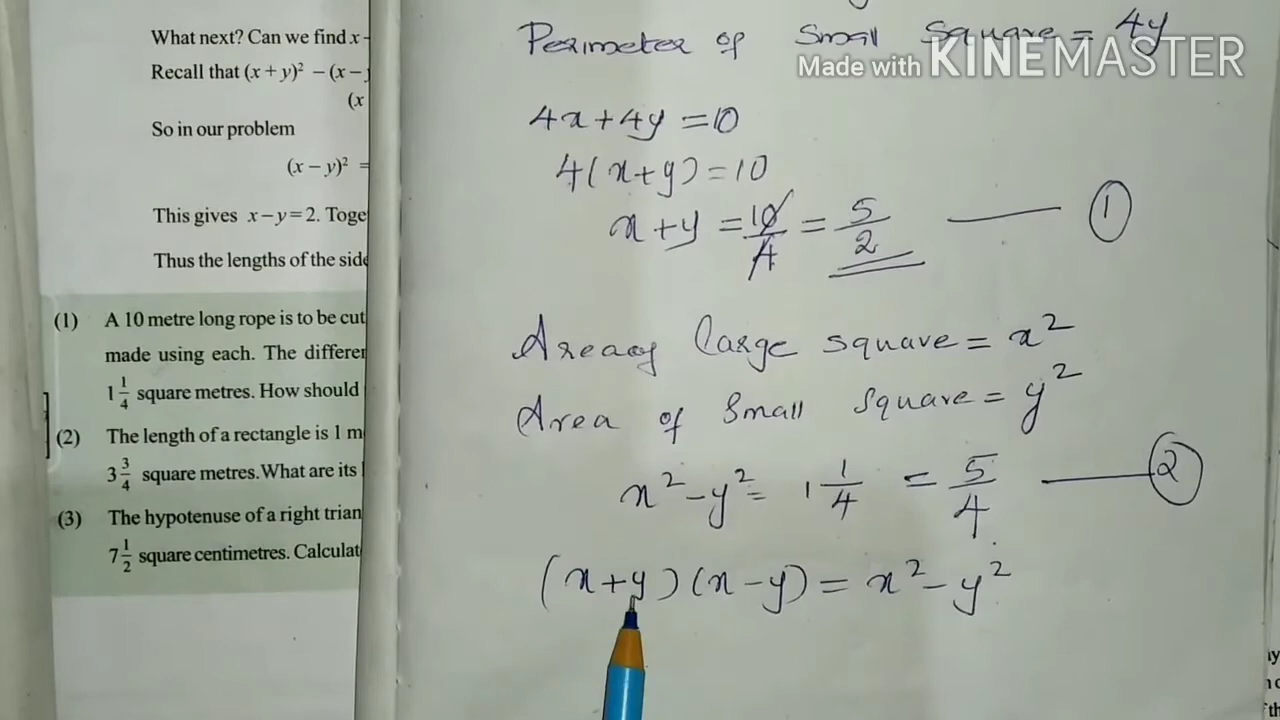 What next? Can we find x -
Recall that (x + y)² – (x –
(x
So in our problem
(x – y)² =
This gives x – y = 2. Toge
Thus the lengths of the side
(1) A 10 metre long rope is to be cut
made using each. The differen
1 1/4 square metres. How should
(2) The length of a rectangle is 1 m
3 3/4 square metres. What are its
(3) The hypotenuse of a right trian
7 1/2 square centimetres. Calculat
Perimeter of Small Square = 4y
Made with KINEMASTER
4x + 4y = 10
4(x + y) = 10
x + y = 10/4 = 5/2 —— 1
Area of large square = x²
Area of Small Square = y²
x² – y² = 1 1/4 = 5/4 —— 2
(x + y) (x – y) = x² – y²